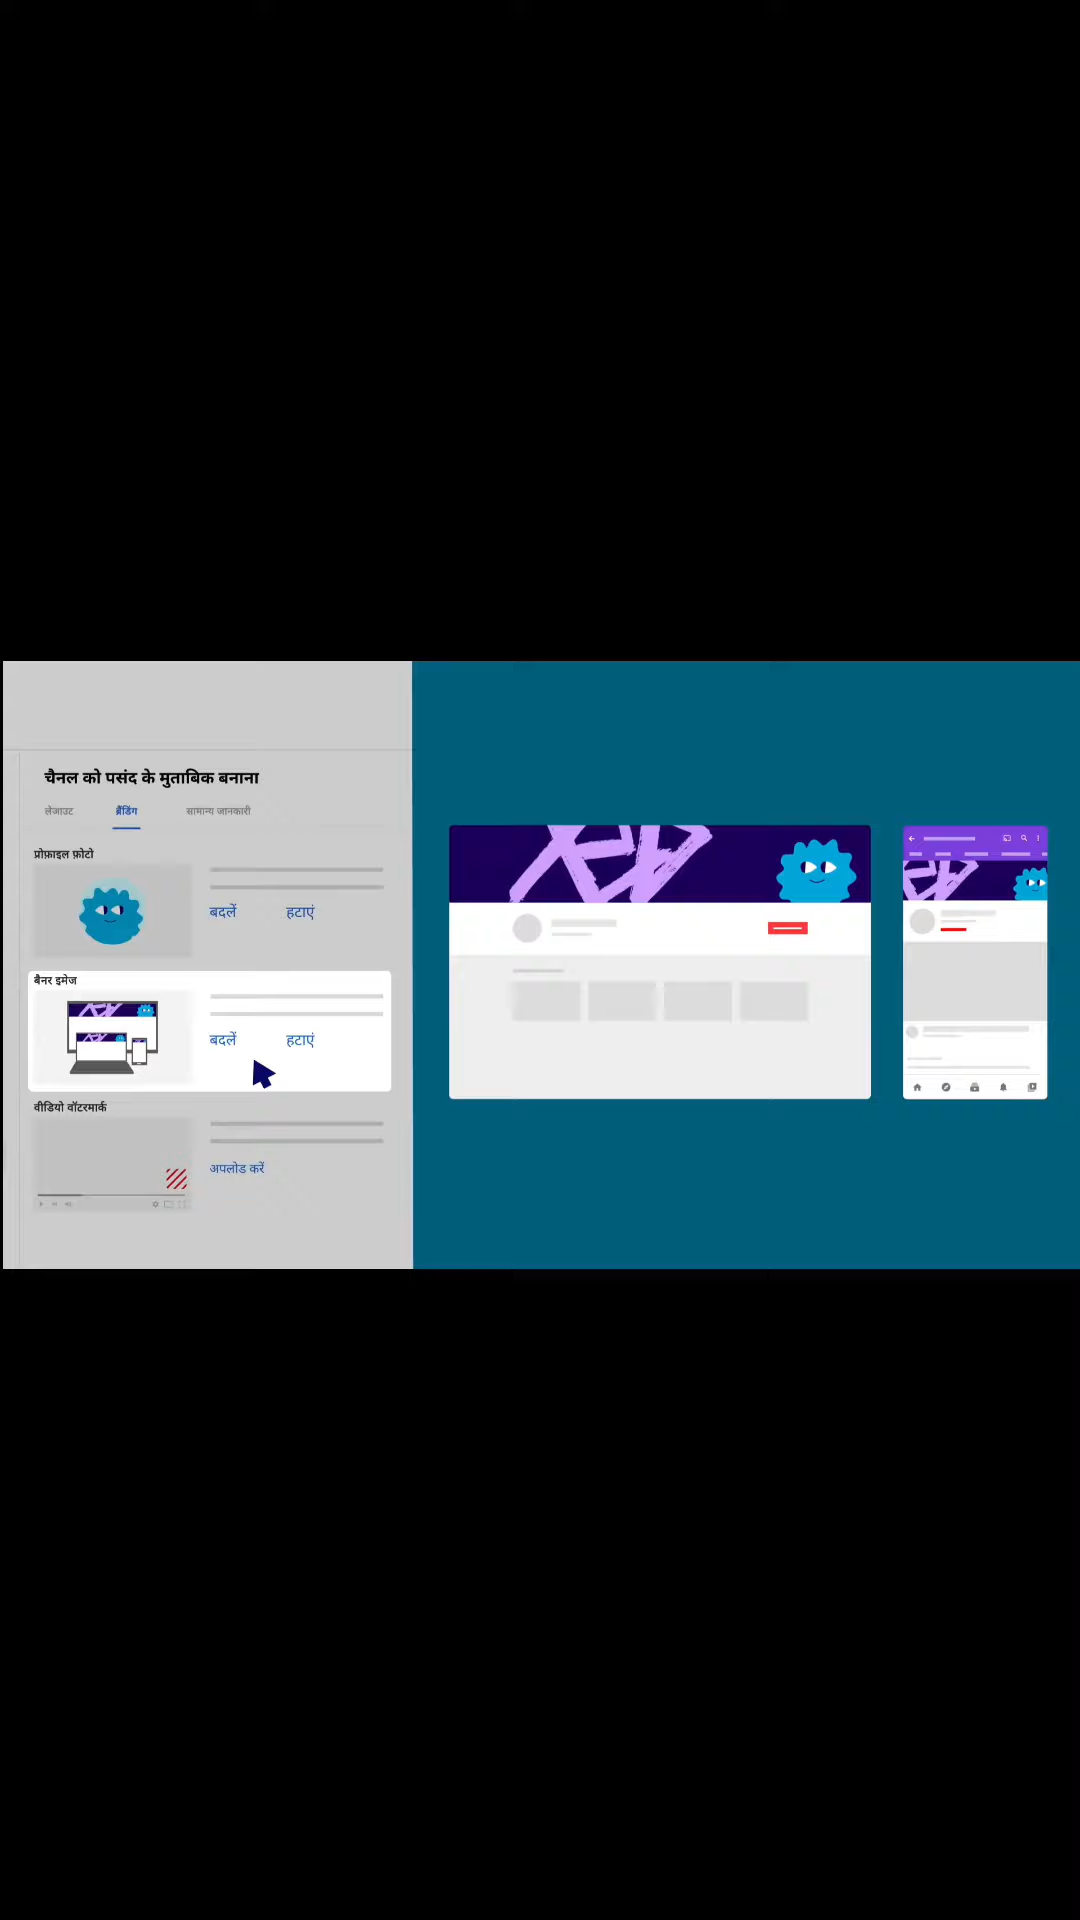 चैनल को पसंद के मुताबिक बनाना
लेआउट ब्रैंडिंग सामान्य जानकारी
प्रोफ़ाइल फ़ोटो
बदलें हटाएं
बैनर इमेज
बदलें हटाएं
वीडियो वॉटरमार्क
अपलोड करें